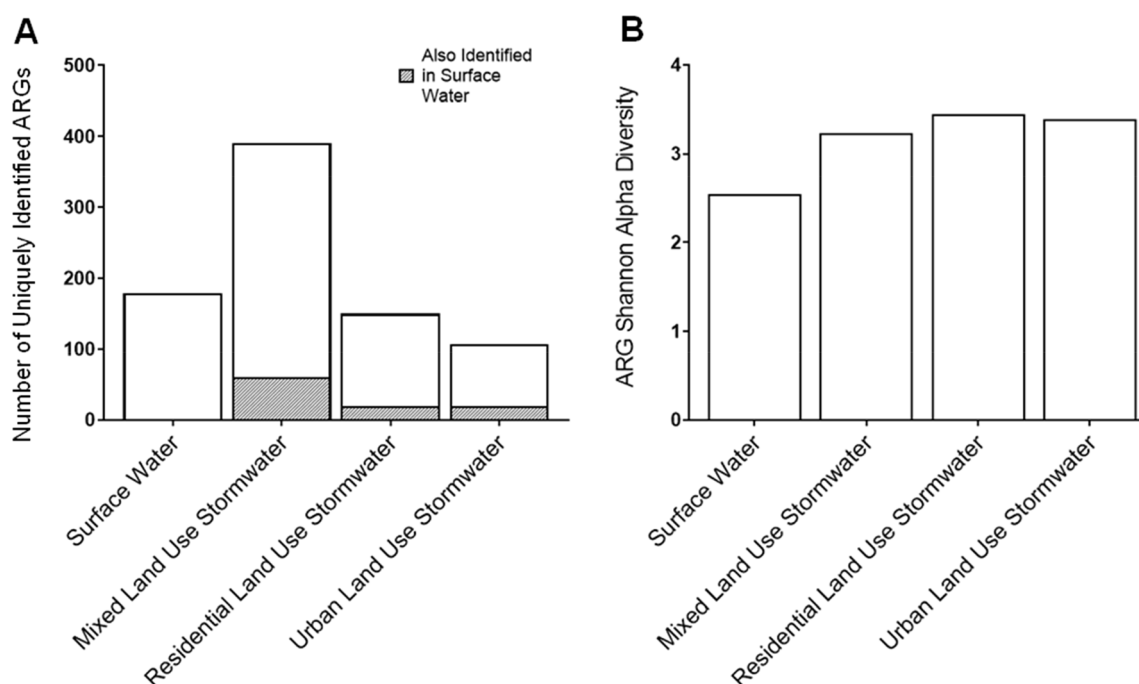 A
Number of Uniquely Identified ARGs
500
400
300
200
100
0
Also Identified
in Surface
Water
Surface Water
Mixed Land Use Stormwater
Residential Land Use Stormwater
Urban Land Use Stormwater
B
ARG Shannon Alpha Diversity
4
3
2
1
0
Surface Water
Mixed Land Use Stormwater
Residential Land Use Stormwater
Urban Land Use Stormwater